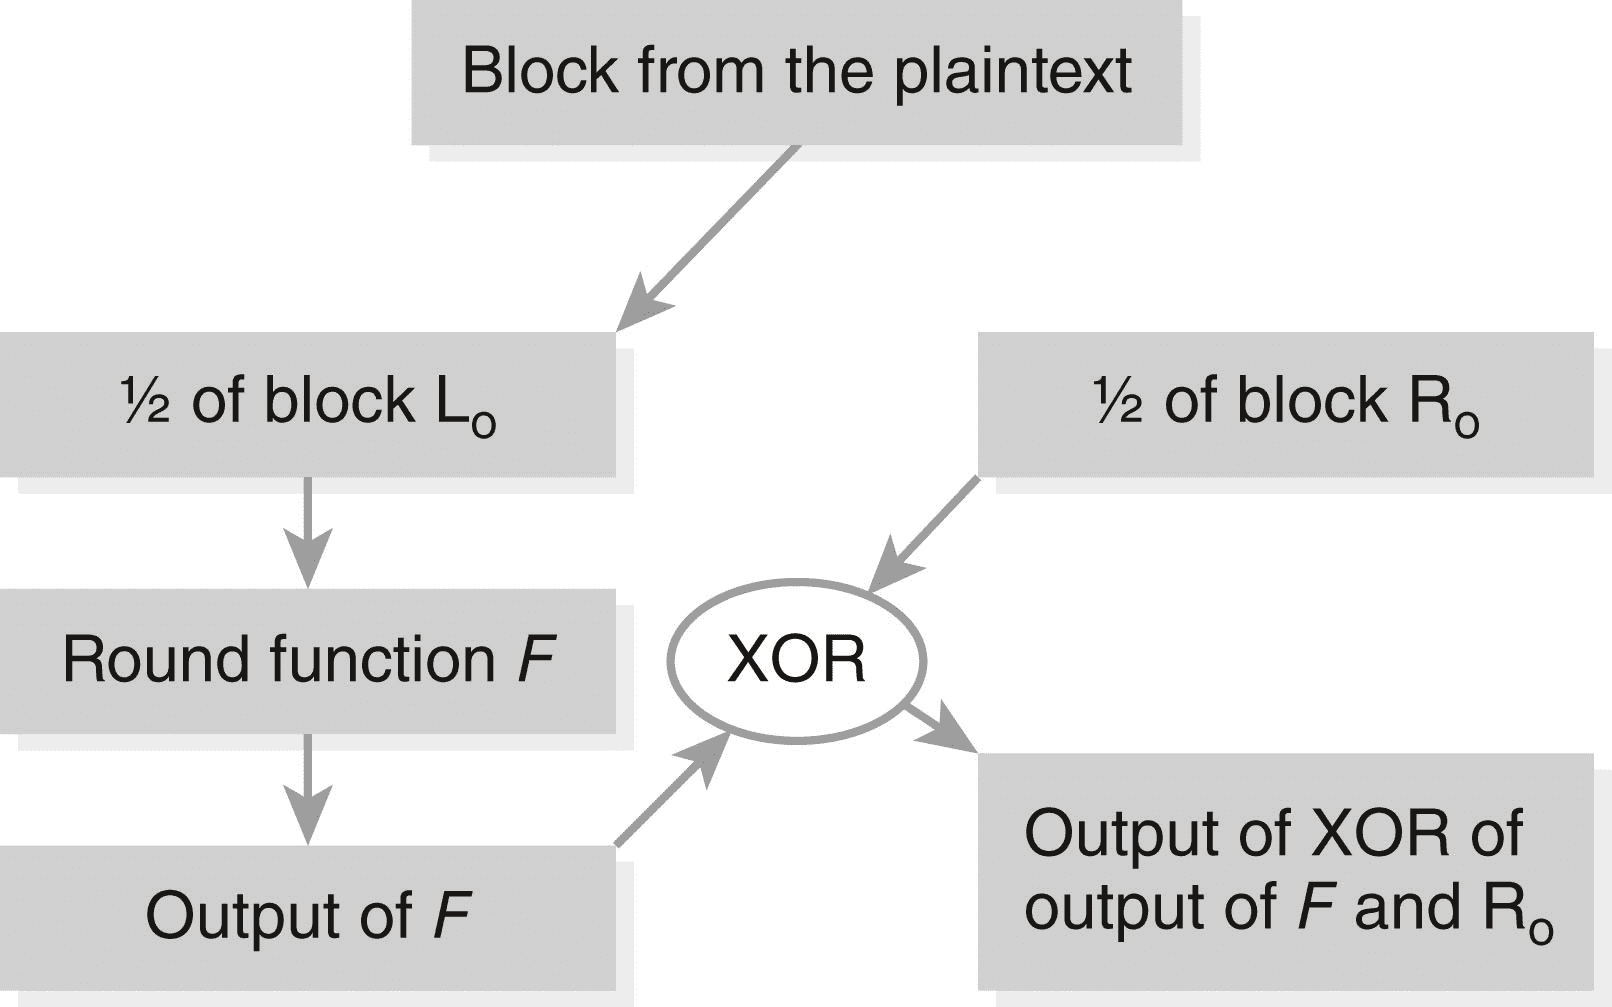 Block from the plaintext
½ of block Lo
½ of block Ro
Round function F
XOR
Output of F
Output of XOR of
output of F and Ro